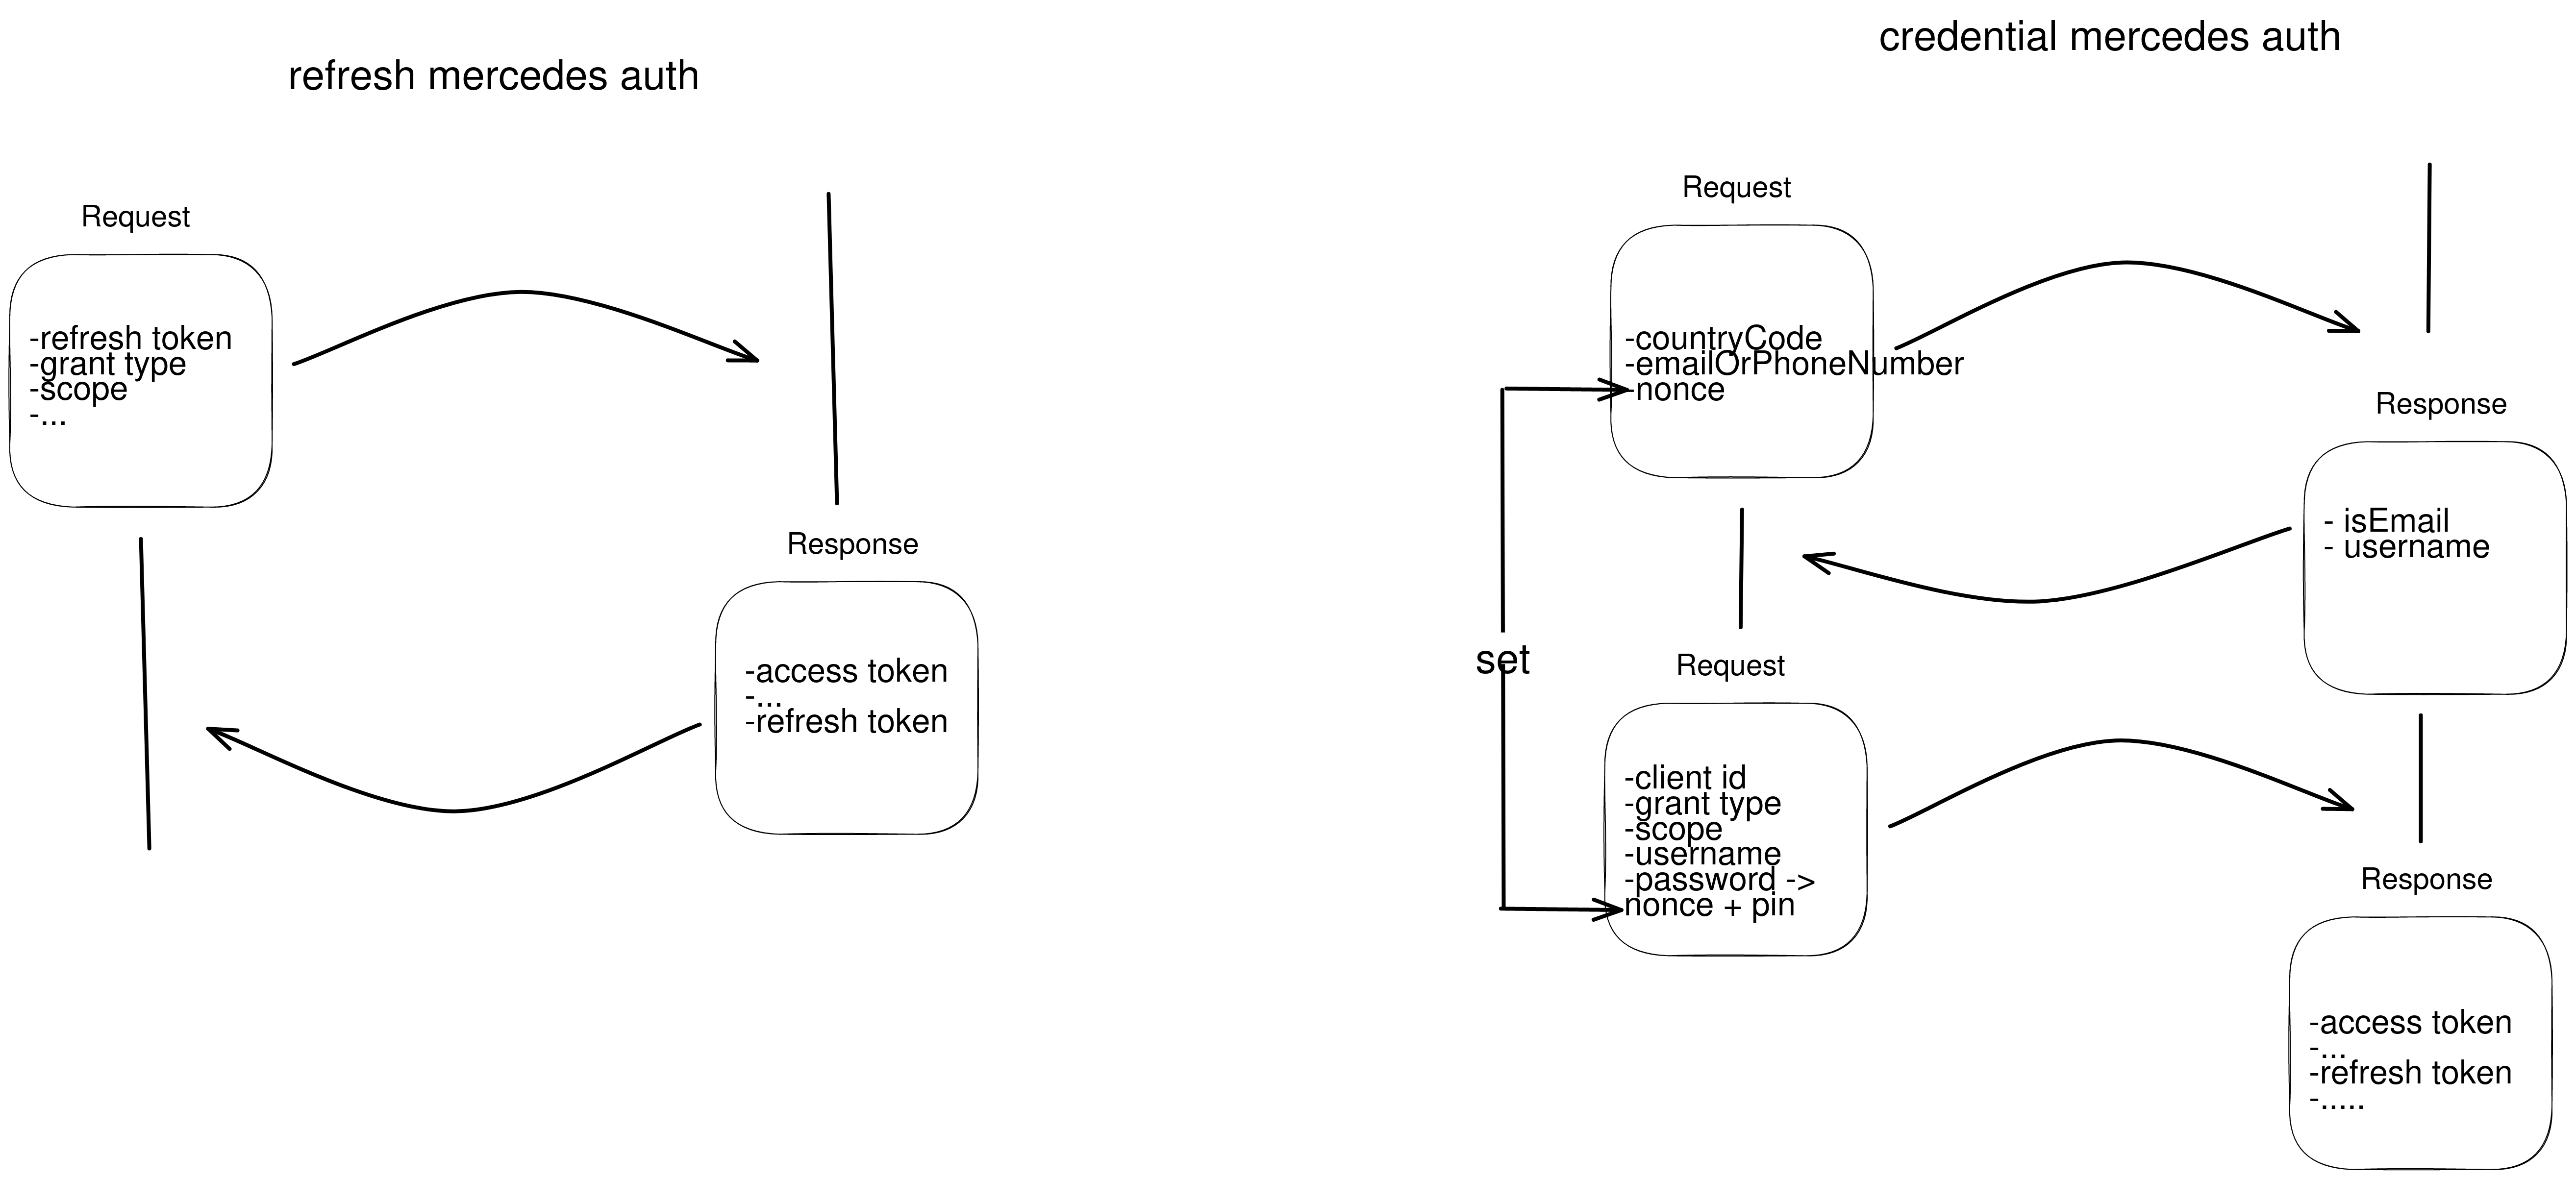 refresh mercedes auth
Request
-refresh token
-grant type
-scope
-...
Response
-access token
-...
-refresh token
credential mercedes auth
Request
-countryCode
-emailOrPhoneNumber
-nonce
Response
- isEmail
- username
set
Request
-client id
-grant type
-scope
-username
-password ->
nonce + pin
Response
-access token
-...
-refresh token
-.....